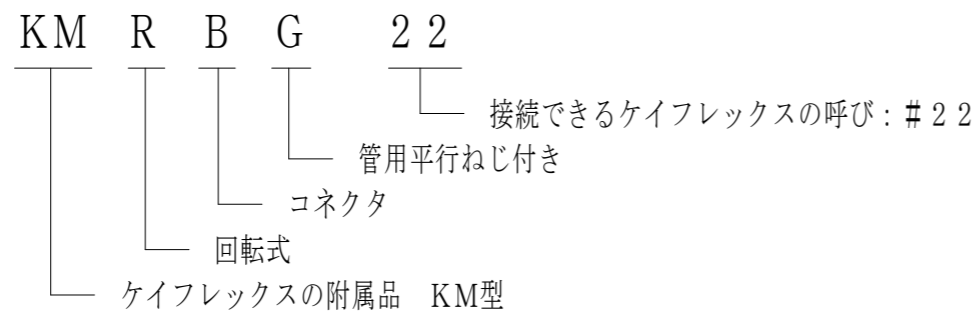 KM R B G 22
接続できるケイフレックスの呼び：＃22
管用平行ねじ付き
コネクタ
回転式
ケイフレックスの附属品 KM型